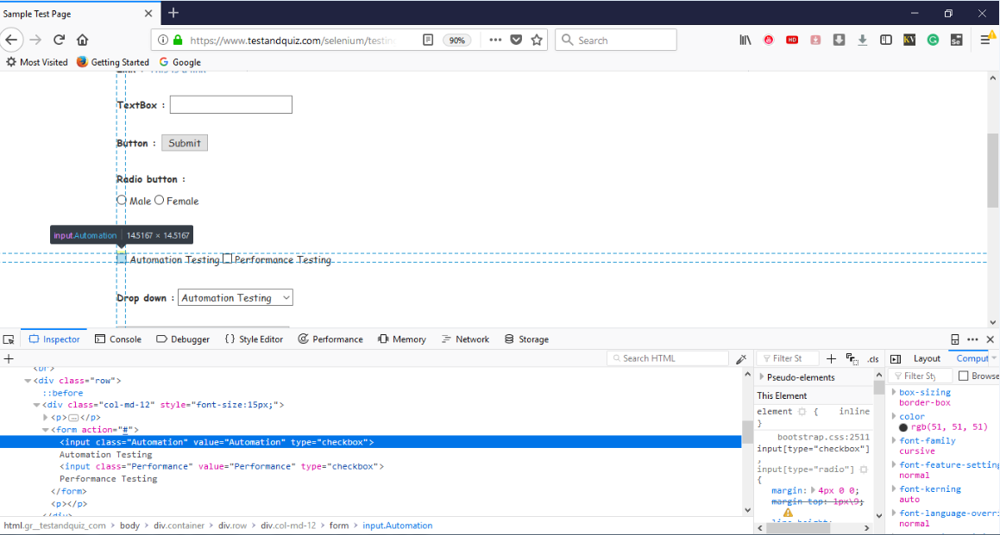 Sample Test Page
https://www.testandquiz.com/selenium/testin
90%
Search
Most Visited Getting Started Google
TextBox :
Button : Submit
Radio button :
Male Female
input.Automation 14.5167 × 14.5167
Automation Testing Performance Testing
Drop down : Automation Testing
Inspector Console Debugger {} Style Editor Performance Memory Network Storage
Search HTML
Filter St
.cls
Layout
Comput
<br>
<div class="row">
::before
<div class="col-md-12" style="font-size:15px;">
<p>…</p>
<form action="#">
<input class="Automation" value="Automation" type="checkbox">
Automation Testing
<input class="Performance" value="Performance" type="checkbox">
Performance Testing
</form>
<p></p>
</div>
html.gr__testandquiz_com > body > div.container > div.row > div.col-md-12 > form > input.Automation
Pseudo-elements
This Element
element { inline
}
bootstrap.css:2511
input[type="checkbox"]
,
input[type="radio"]
{
margin: 4px 0 0;
margin-top: 1px\9;
line-height:
Filter Sty
Browse
box-sizing
border-box
color
rgb(51, 51, 51)
font-family
cursive
font-feature-setting
normal
font-kerning
auto
font-language-overri
normal